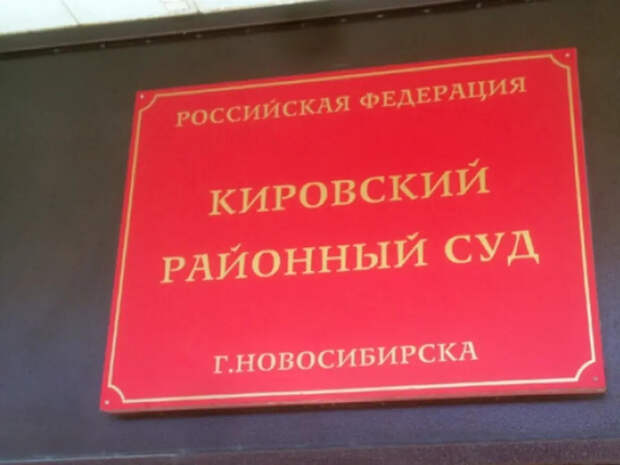 РОССИЙСКАЯ ФЕДЕРАЦИЯ
КИРОВСКИЙ
РАЙОННЫЙ СУД
Г.НОВОСИБИРСКА